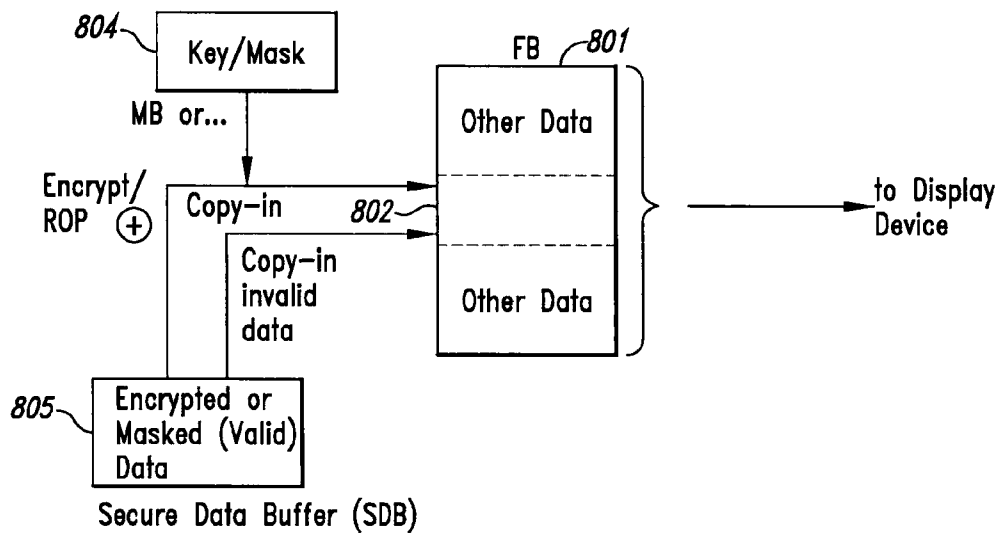 804
Key/Mask
MB or...
FB
801
Other Data
Encrypt/
ROP
+
Copy-in
802
to Display
Device
Copy-in
invalid
data
Other Data
805
Encrypted or
Masked (Valid)
Data
Secure Data Buffer (SDB)